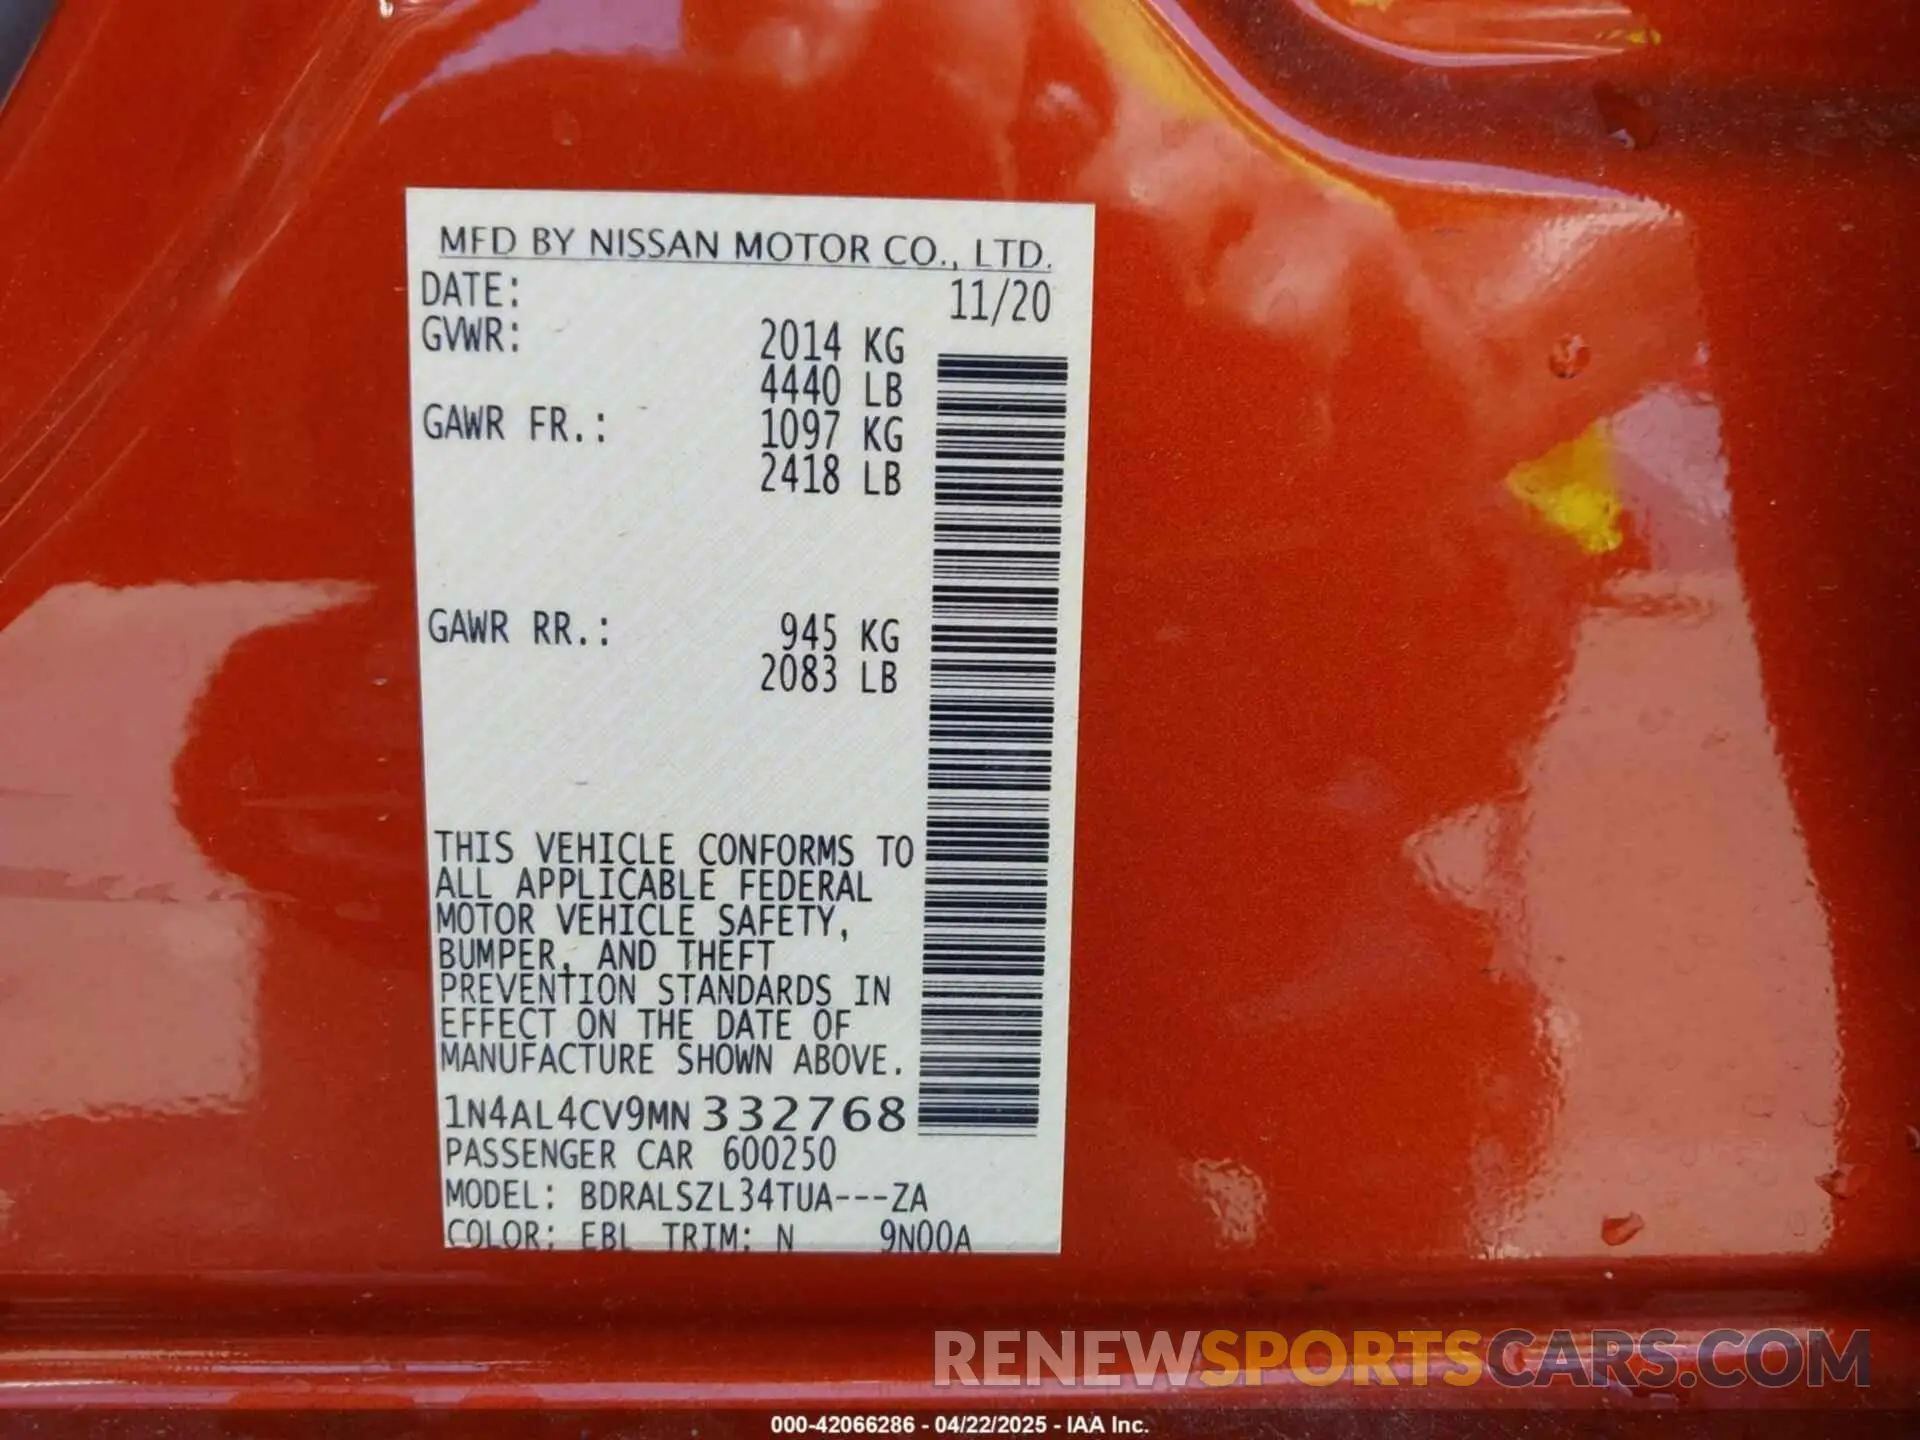 MFD BY NISSAN MOTOR CO., LTD.
DATE: 11/20
GVWR: 2014 KG
4440 LB
GAWR FR.: 1097 KG
2418 LB
GAWR RR.: 945 KG
2083 LB
THIS VEHICLE CONFORMS TO
ALL APPLICABLE FEDERAL
MOTOR VEHICLE SAFETY,
BUMPER, AND THEFT
PREVENTION STANDARDS IN
EFFECT ON THE DATE OF
MANUFACTURE SHOWN ABOVE.
1N4AL4CV9MN332768
PASSENGER CAR 600250
MODEL: BDRALSZL34TUA---ZA
COLOR: EBL TRIM: N 9N00A
RENEWSPORTSCARS.COM
000-42066286 - 04/22/2025 - IAA Inc.